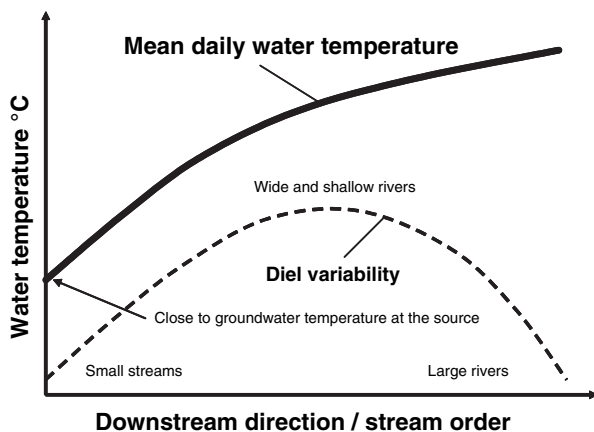 Mean daily water temperature
Wide and shallow rivers
Diel variability
Close to groundwater temperature at the source
Small streams
Large rivers
Water temperature °C
Downstream direction / stream order